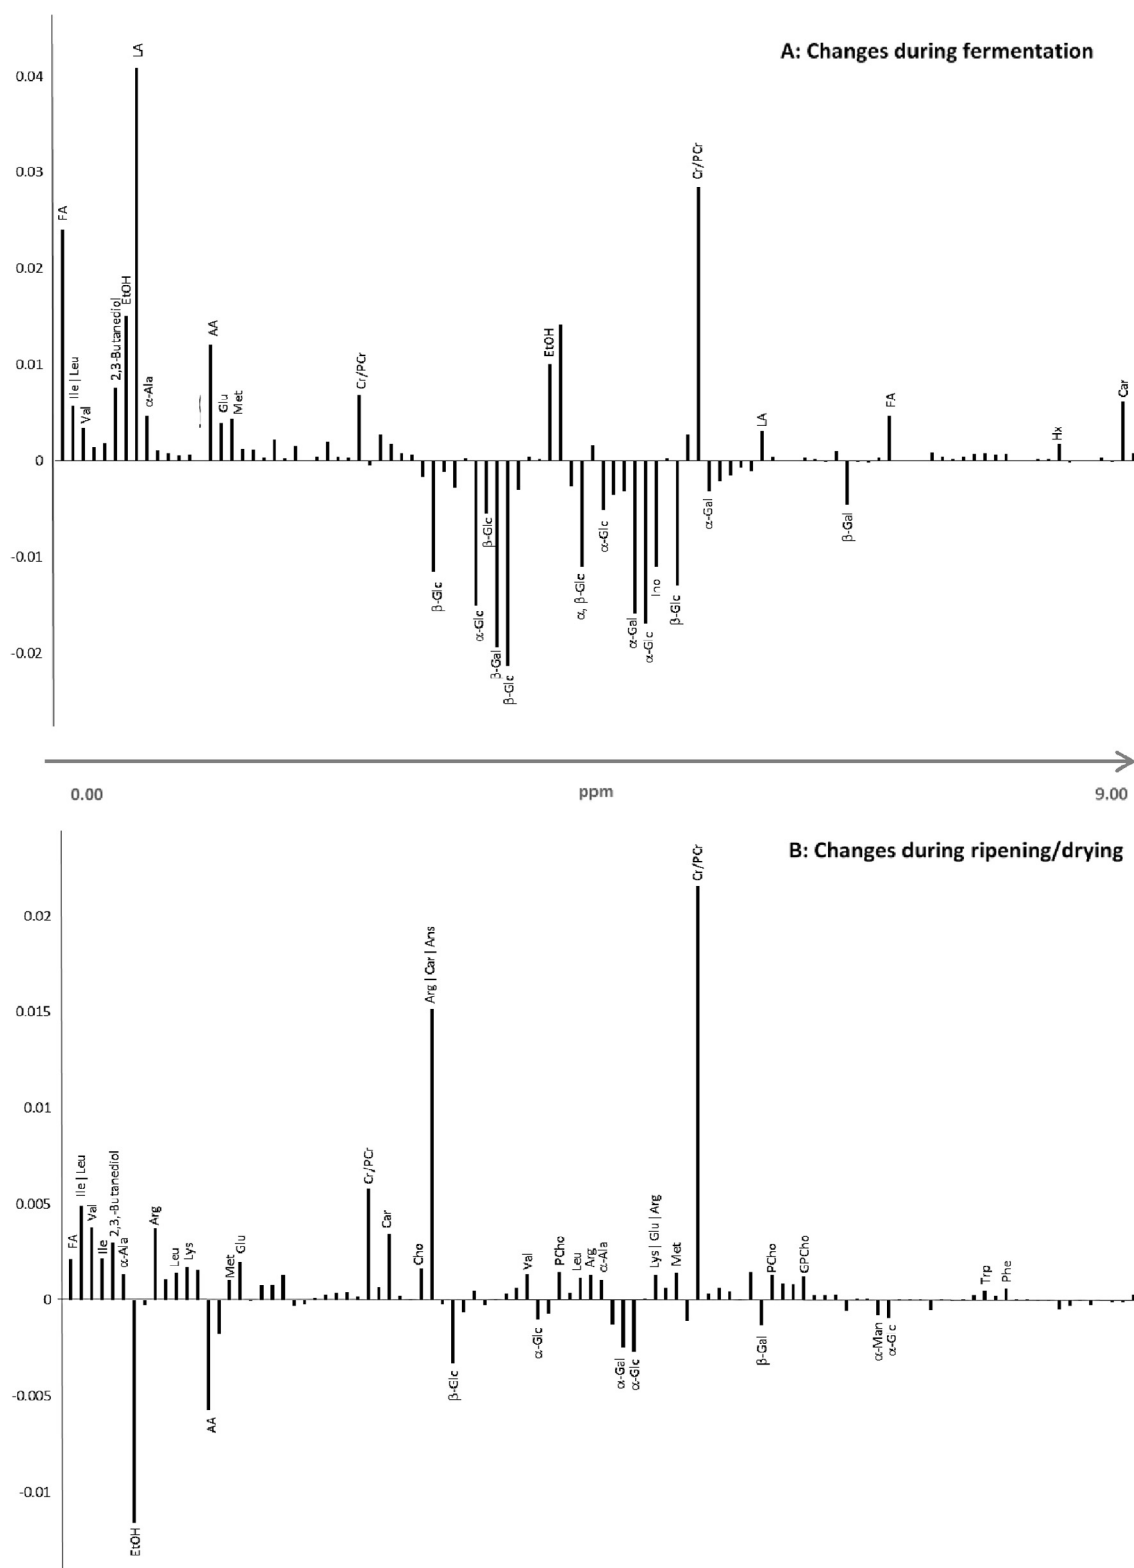 A: Changes during fermentation
0.04
0.03
0.02
0.01
0
-0.01
-0.02
FA
Ile | Leu
Val
2,3-Butanediol
EtOH
LA
α-Ala
AA
Glu
Met
Cr/PCr
β-Glc
α-Glc
β-Glc
β-Gal
β-Glc
EtOH
α, β-Glc
α-Glc
α-Gal
α-Glc
Ino
β-Glc
Cr/PCr
α-Gal
LA
β-Gal
FA
Hx
Car
0.00
ppm
9.00
B: Changes during ripening/drying
0.02
0.015
0.01
0.005
0
-0.005
-0.01
FA
Ile | Leu
Val
Ile
2,3,-Butanediol
α-Ala
EtOH
Arg
Leu
Lys
AA
Met
Glu
Cr/PCr
Car
Cho
Arg | Car | Ans
β-Glc
Val
α-Glc
PCho
Leu
Arg
α-Ala
α-Gal
α-Glc
Lys | Glu | Arg
Met
Cr/PCr
β-Gal
PCho
GPCho
α-Man
α-G c
Trp
Phe